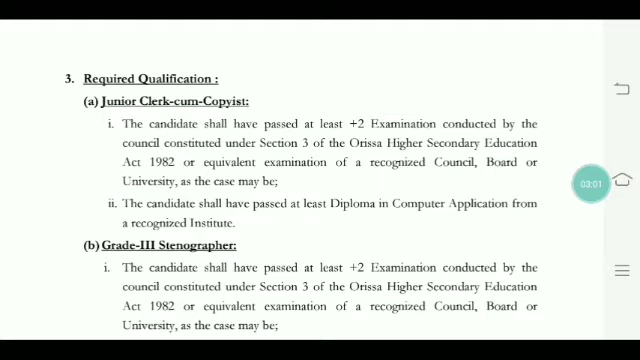 3. Required Qualification :
(a) Junior Clerk-cum-Copyist:
i. The candidate shall have passed at least +2 Examination conducted by the
council constituted under Section 3 of the Orissa Higher Secondary Education
Act 1982 or equivalent examination of a recognized Council, Board or
University, as the case may be;
ii. The candidate shall have passed at least Diploma in Computer Application from
a recognized Institute.
03:01
(b) Grade-III Stenographer:
i. The candidate shall have passed at least +2 Examination conducted by the
council constituted under Section 3 of the Orissa Higher Secondary Education
Act 1982 or equivalent examination of a recognized Council, Board or
University, as the case may be;